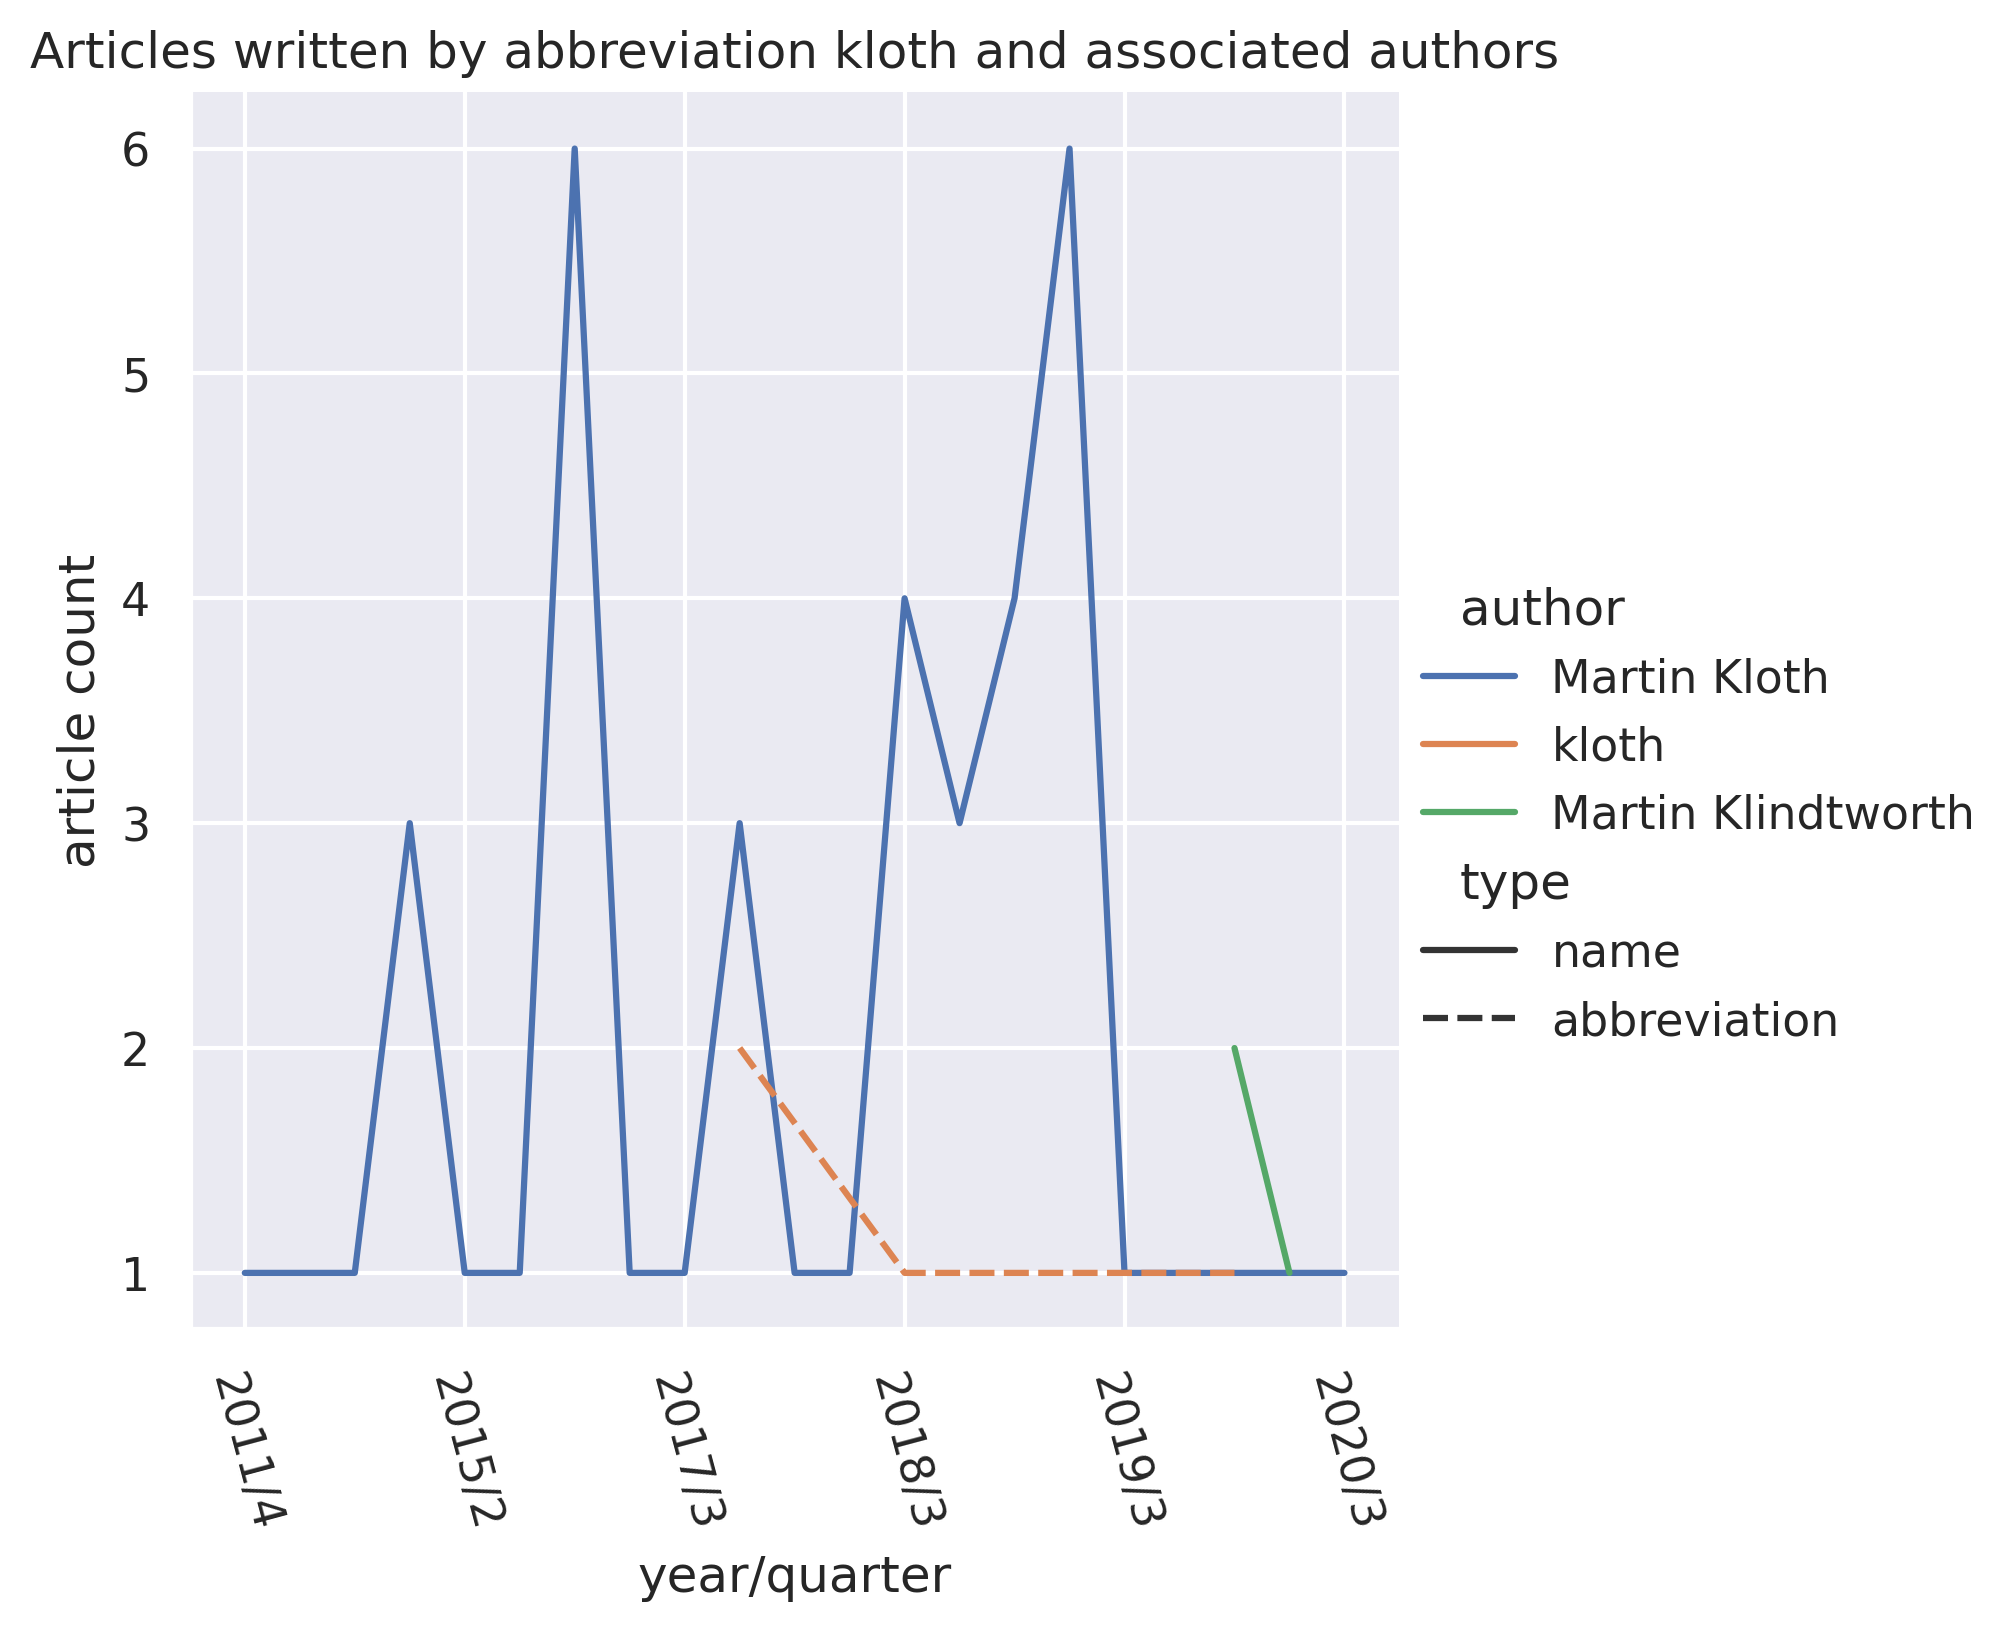 Articles written by abbreviation kloth and associated authors
6
5
4
3
2
1
article count
2011/4
2015/2
2017/3
2018/3
2019/3
2020/3
year/quarter
author
Martin Kloth
kloth
Martin Klindtworth
type
name
abbreviation